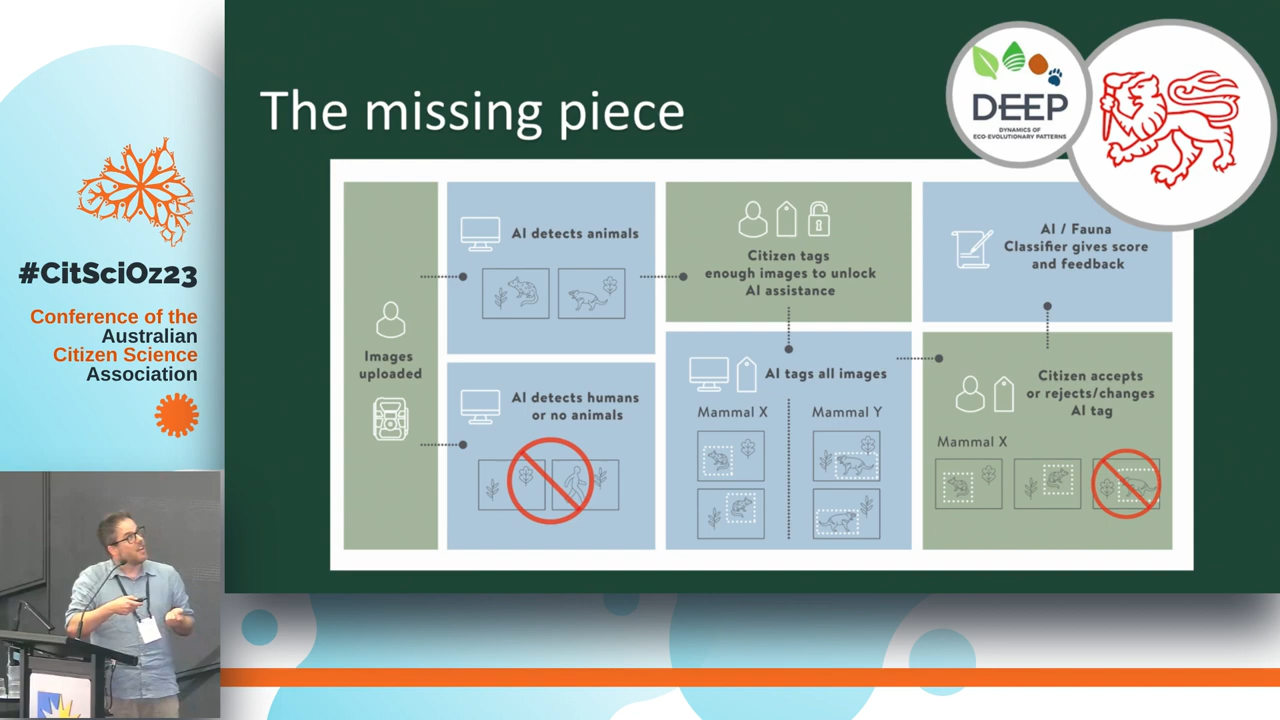 The missing piece
DEEP
DYNAMICS OF
ECO-EVOLUTIONARY PATTERNS
#CitSciOz23
Conference of the
Australian
Citizen Science
Association
Images
uploaded
AI detects animals
AI detects humans
or no animals
Citizen tags
enough images to unlock
AI assistance
AI tags all images
Mammal X
Mammal Y
AI / Fauna
Classifier gives score
and feedback
Citizen accepts
or rejects/changes
AI tag
Mammal X